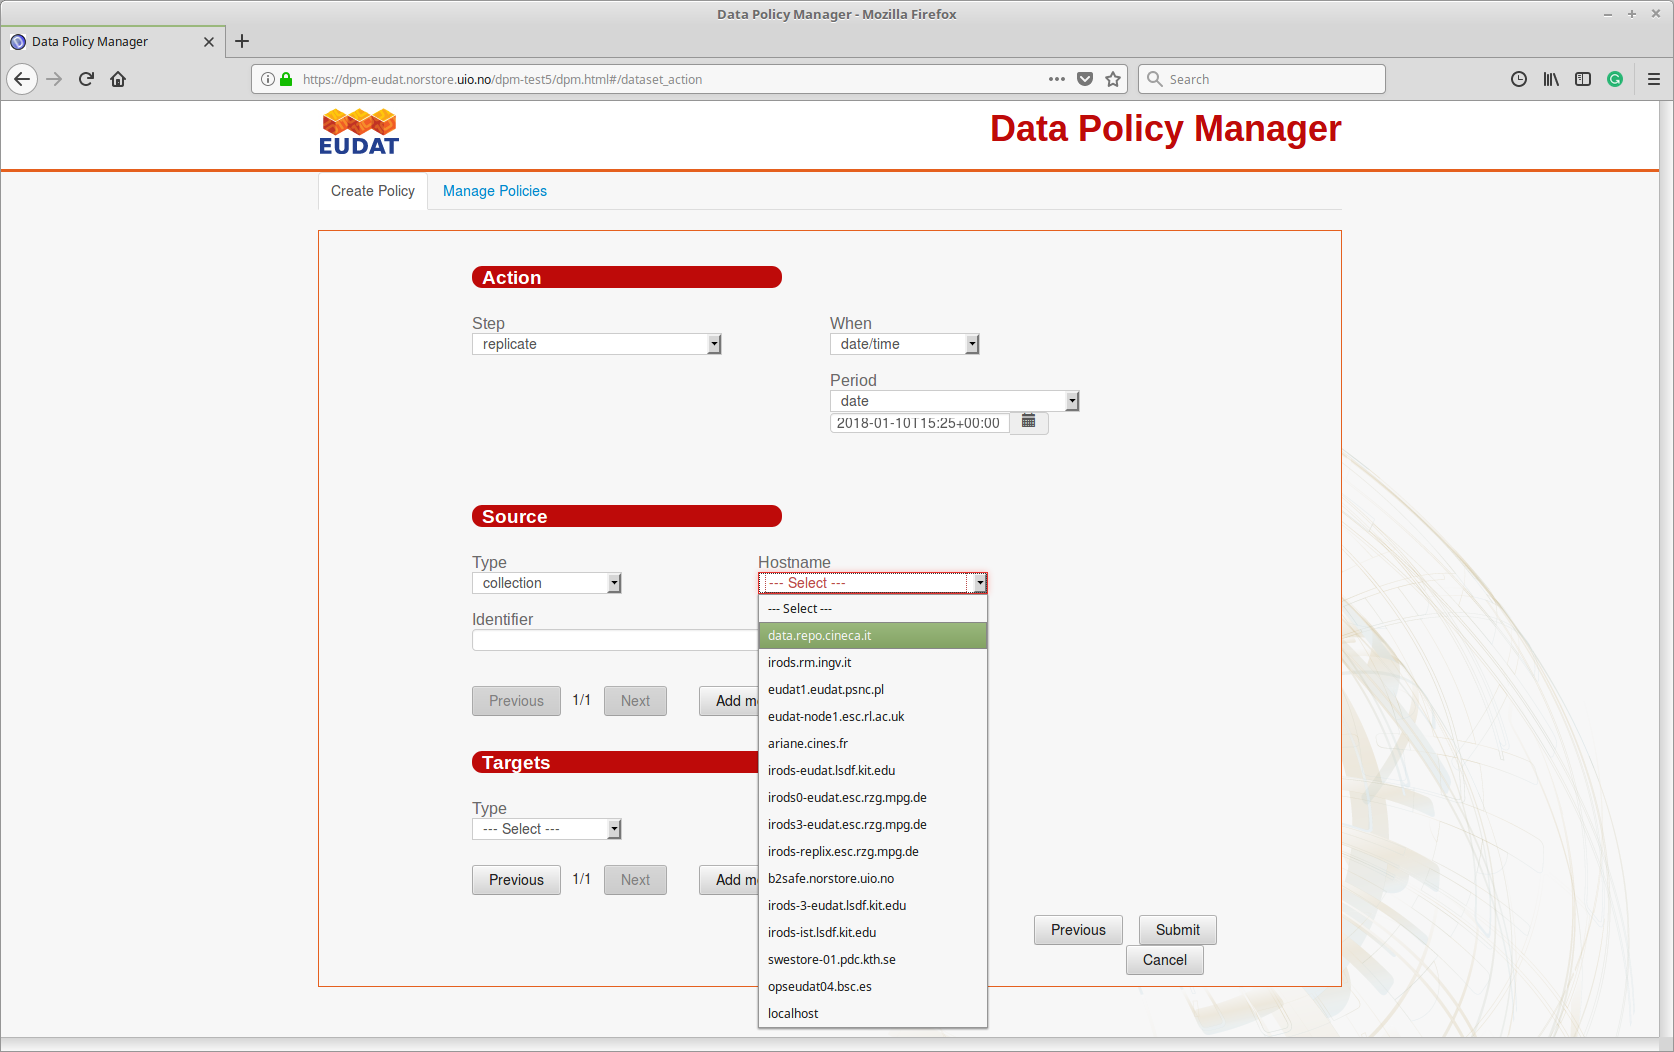 Data Policy Manager - Mozilla Firefox
Data Policy Manager
https://dpm-eudat.norstore.uio.no/dpm-test5/dpm.html#/dataset_action
Search
EUDAT
Data Policy Manager
Create Policy
Manage Policies
Action
Step
When
replicate
date/time
Period
date
2018-01-10T15:25+00:00
Source
Type
Hostname
collection
--- Select ---
--- Select ---
data.repo.cineca.it
Identifier
irods.rm.ingv.it
eudat1.eudat.psnc.pl
Previous
1/1
Next
Add mo
eudat-node1.esc.rl.ac.uk
ariane.cines.fr
Targets
irods-eudat.lsdf.kit.edu
irods0-eudat.esc.rzg.mpg.de
Type
--- Select ---
irods3-eudat.esc.rzg.mpg.de
irods-replix.esc.rzg.mpg.de
Previous
1/1
Next
Add mo
b2safe.norstore.uio.no
irods-3-eudat.lsdf.kit.edu
irods-ist.lsdf.kit.edu
swestore-01.pdc.kth.se
opseudat04.bsc.es
localhost
Previous
Submit
Cancel